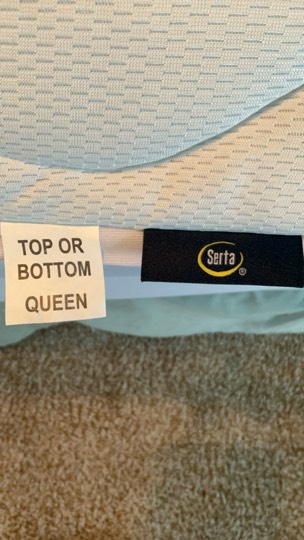 TOP OR
BOTTOM
QUEEN
Serta®